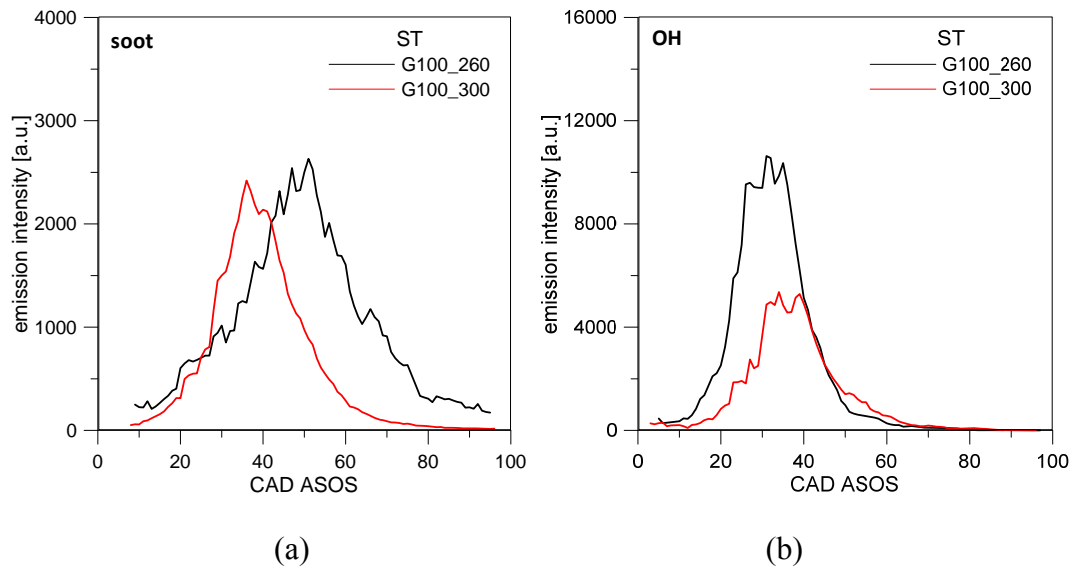 soot
ST
G100_260
G100_300
emission intensity [a.u.]
4000
3000
2000
1000
0
0 20 40 60 80 100
CAD ASOS
(a)
OH
ST
G100_260
G100_300
emission intensity [a.u.]
16000
12000
8000
4000
0
0 20 40 60 80 100
CAD ASOS
(b)